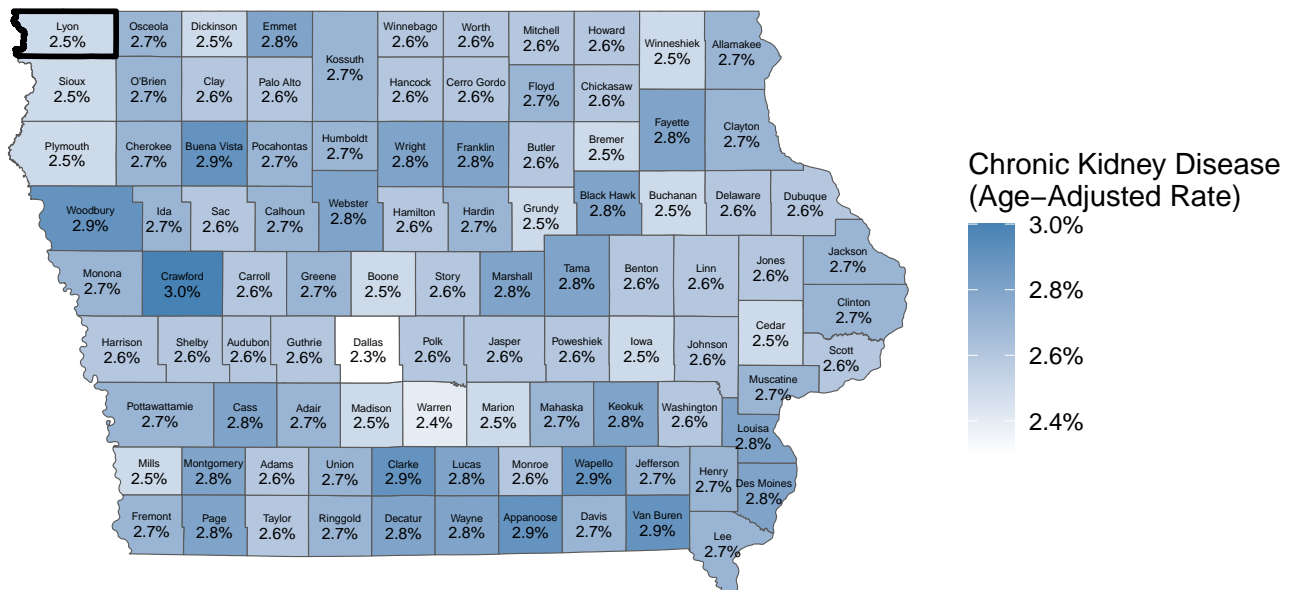 Lyon
2.5%
Osceola
2.7%
Dickinson
2.5%
Emmet
2.8%
Kossuth
2.7%
Winnebago
2.6%
Worth
2.6%
Mitchell
2.6%
Howard
2.6%
Winneshiek
2.5%
Allamakee
2.7%
Sioux
2.5%
O'Brien
2.7%
Clay
2.6%
Palo Alto
2.6%
Hancock
2.6%
Cerro Gordo
2.6%
Floyd
2.7%
Chickasaw
2.6%
Fayette
2.8%
Clayton
2.7%
Plymouth
2.5%
Cherokee
2.7%
Buena Vista
2.9%
Pocahontas
2.7%
Humboldt
2.7%
Wright
2.8%
Franklin
2.8%
Butler
2.6%
Bremer
2.5%
Woodbury
2.9%
Ida
2.7%
Sac
2.6%
Calhoun
2.7%
Webster
2.8%
Hamilton
2.6%
Hardin
2.7%
Grundy
2.5%
Black Hawk
2.8%
Buchanan
2.5%
Delaware
2.6%
Dubuque
2.6%
Monona
2.7%
Crawford
3.0%
Carroll
2.6%
Greene
2.7%
Boone
2.5%
Story
2.6%
Marshall
2.8%
Tama
2.8%
Benton
2.6%
Linn
2.6%
Jones
2.6%
Jackson
2.7%
Clinton
2.7%
Harrison
2.6%
Shelby
2.6%
Audubon
2.6%
Guthrie
2.6%
Dallas
2.3%
Polk
2.6%
Jasper
2.6%
Poweshiek
2.6%
Iowa
2.5%
Johnson
2.6%
Cedar
2.5%
Scott
2.6%
Muscatine
2.7%
Pottawattamie
2.7%
Cass
2.8%
Adair
2.7%
Madison
2.5%
Warren
2.4%
Marion
2.5%
Mahaska
2.7%
Keokuk
2.8%
Washington
2.6%
Louisa
2.8%
Mills
2.5%
Montgomery
2.8%
Adams
2.6%
Union
2.7%
Clarke
2.9%
Lucas
2.8%
Monroe
2.6%
Wapello
2.9%
Jefferson
2.7%
Henry
2.7%
Des Moines
2.8%
Fremont
2.7%
Page
2.8%
Taylor
2.6%
Ringgold
2.7%
Decatur
2.8%
Wayne
2.8%
Appanoose
2.9%
Davis
2.7%
Van Buren
2.9%
Lee
2.7%
Chronic Kidney Disease
(Age−Adjusted Rate)
3.0%
2.8%
2.6%
2.4%